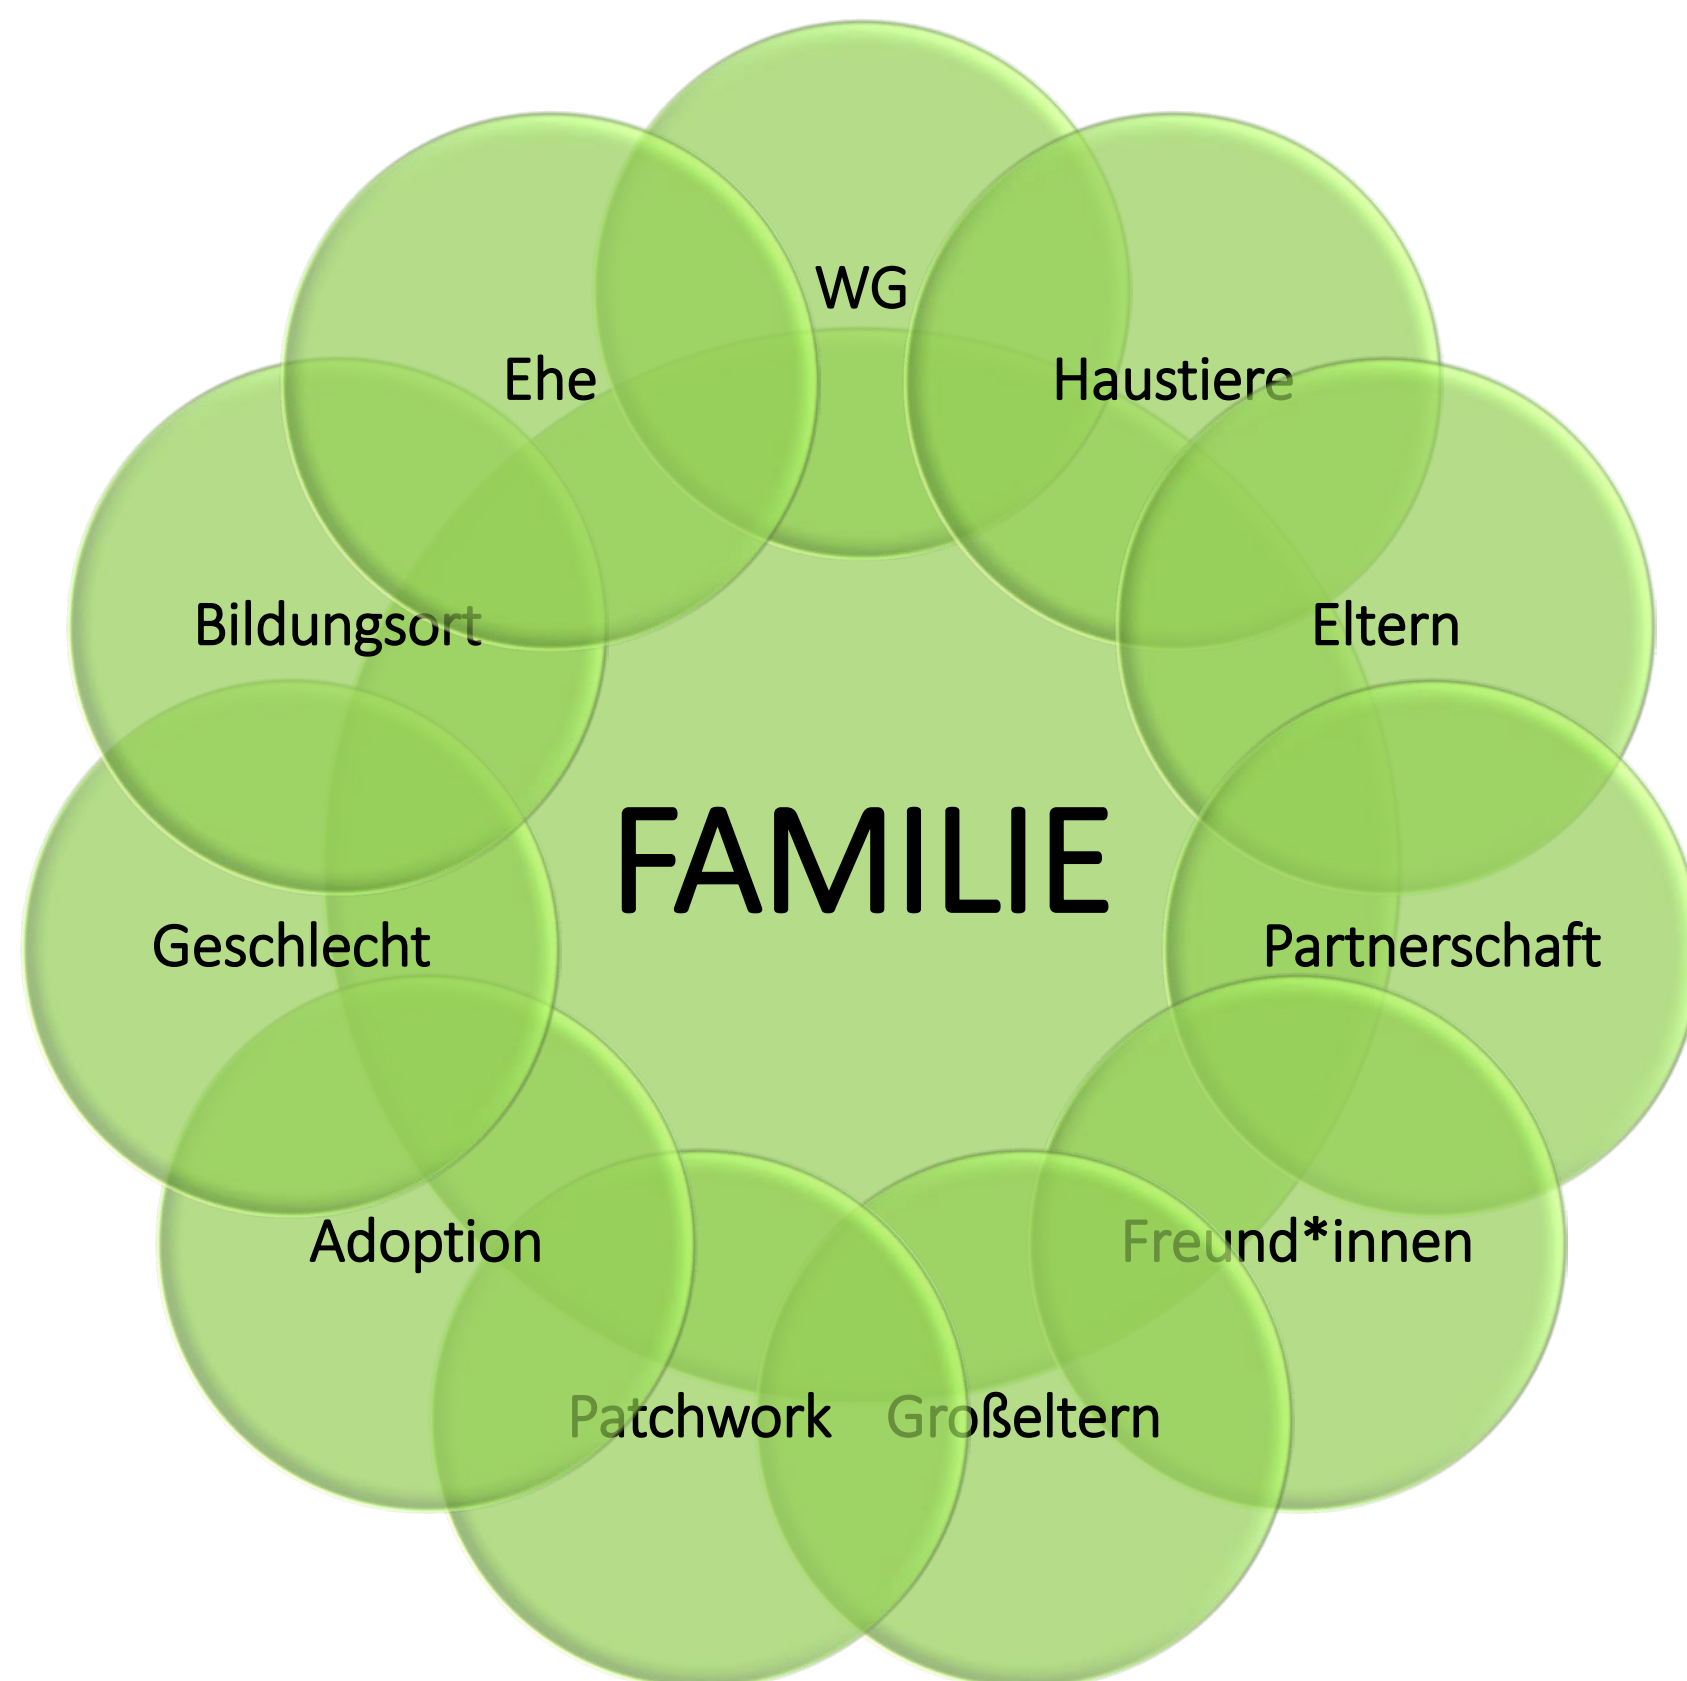 WG
Ehe
Haustiere
Bildungsort
Eltern
FAMILIE
Geschlecht
Partnerschaft
Adoption
Freund*innen
Patchwork
Großeltern